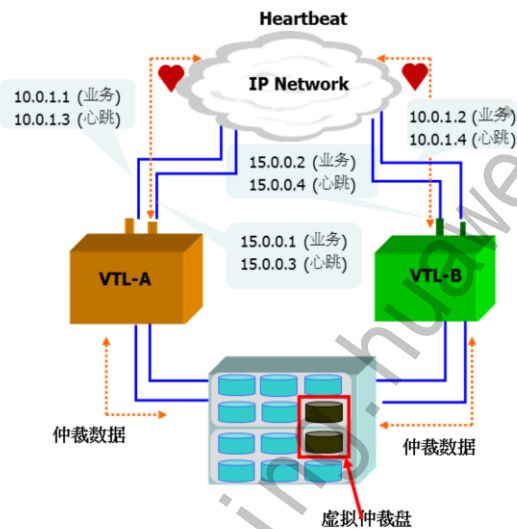 Heartbeat
IP Network
10.0.1.1 (业务)
10.0.1.3 (心跳)
10.0.1.2 (业务)
10.0.1.4 (心跳)
15.0.0.2 (业务)
15.0.0.4 (心跳)
15.0.0.1 (业务)
15.0.0.3 (心跳)
VTL-A
VTL-B
仲裁数据
仲裁数据
虚拟仲裁盘
ing.huawe